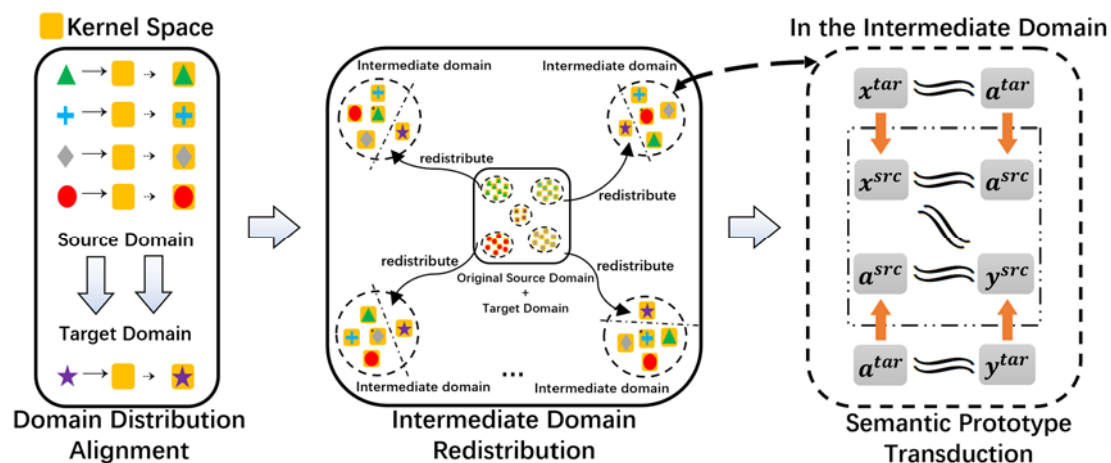 Kernel Space
Source Domain
Target Domain
Domain Distribution
Alignment
Intermediate domain
Intermediate domain
redistribute
redistribute
redistribute
redistribute
Original Source Domain
+
Target Domain
Intermediate domain
...
Intermediate domain
Intermediate Domain
Redistribution
In the Intermediate Domain
x^tar ≈ a^tar
x^src ≈ a^src
a^src ≈ y^src
a^tar ≈ y^tar
Semantic Prototype
Transduction